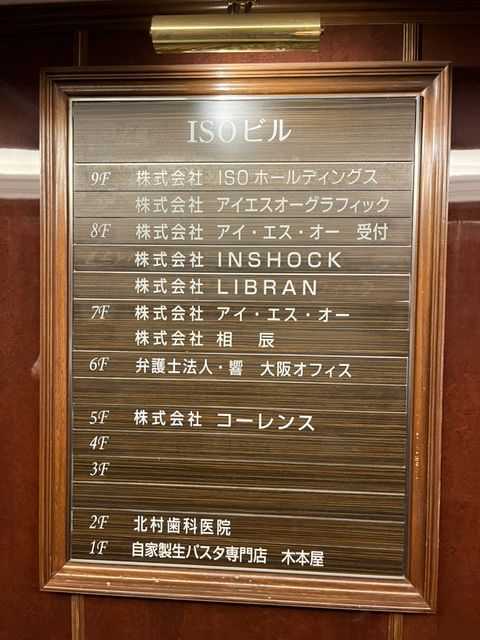 ISOビル
9F 株式会社 ISOホールディングス
株式会社 アイエスオーグラフィック
8F 株式会社 アイ・エス・オー 受付
株式会社 INSHOCK
株式会社 LIBRAN
7F 株式会社 アイ・エス・オー
株式会社 相 辰
6F 弁護士法人・響 大阪オフィス
5F 株式会社 コーレンス
4F
3F
2F 北村歯科医院
1F 自家製生パスタ専門店 木本屋